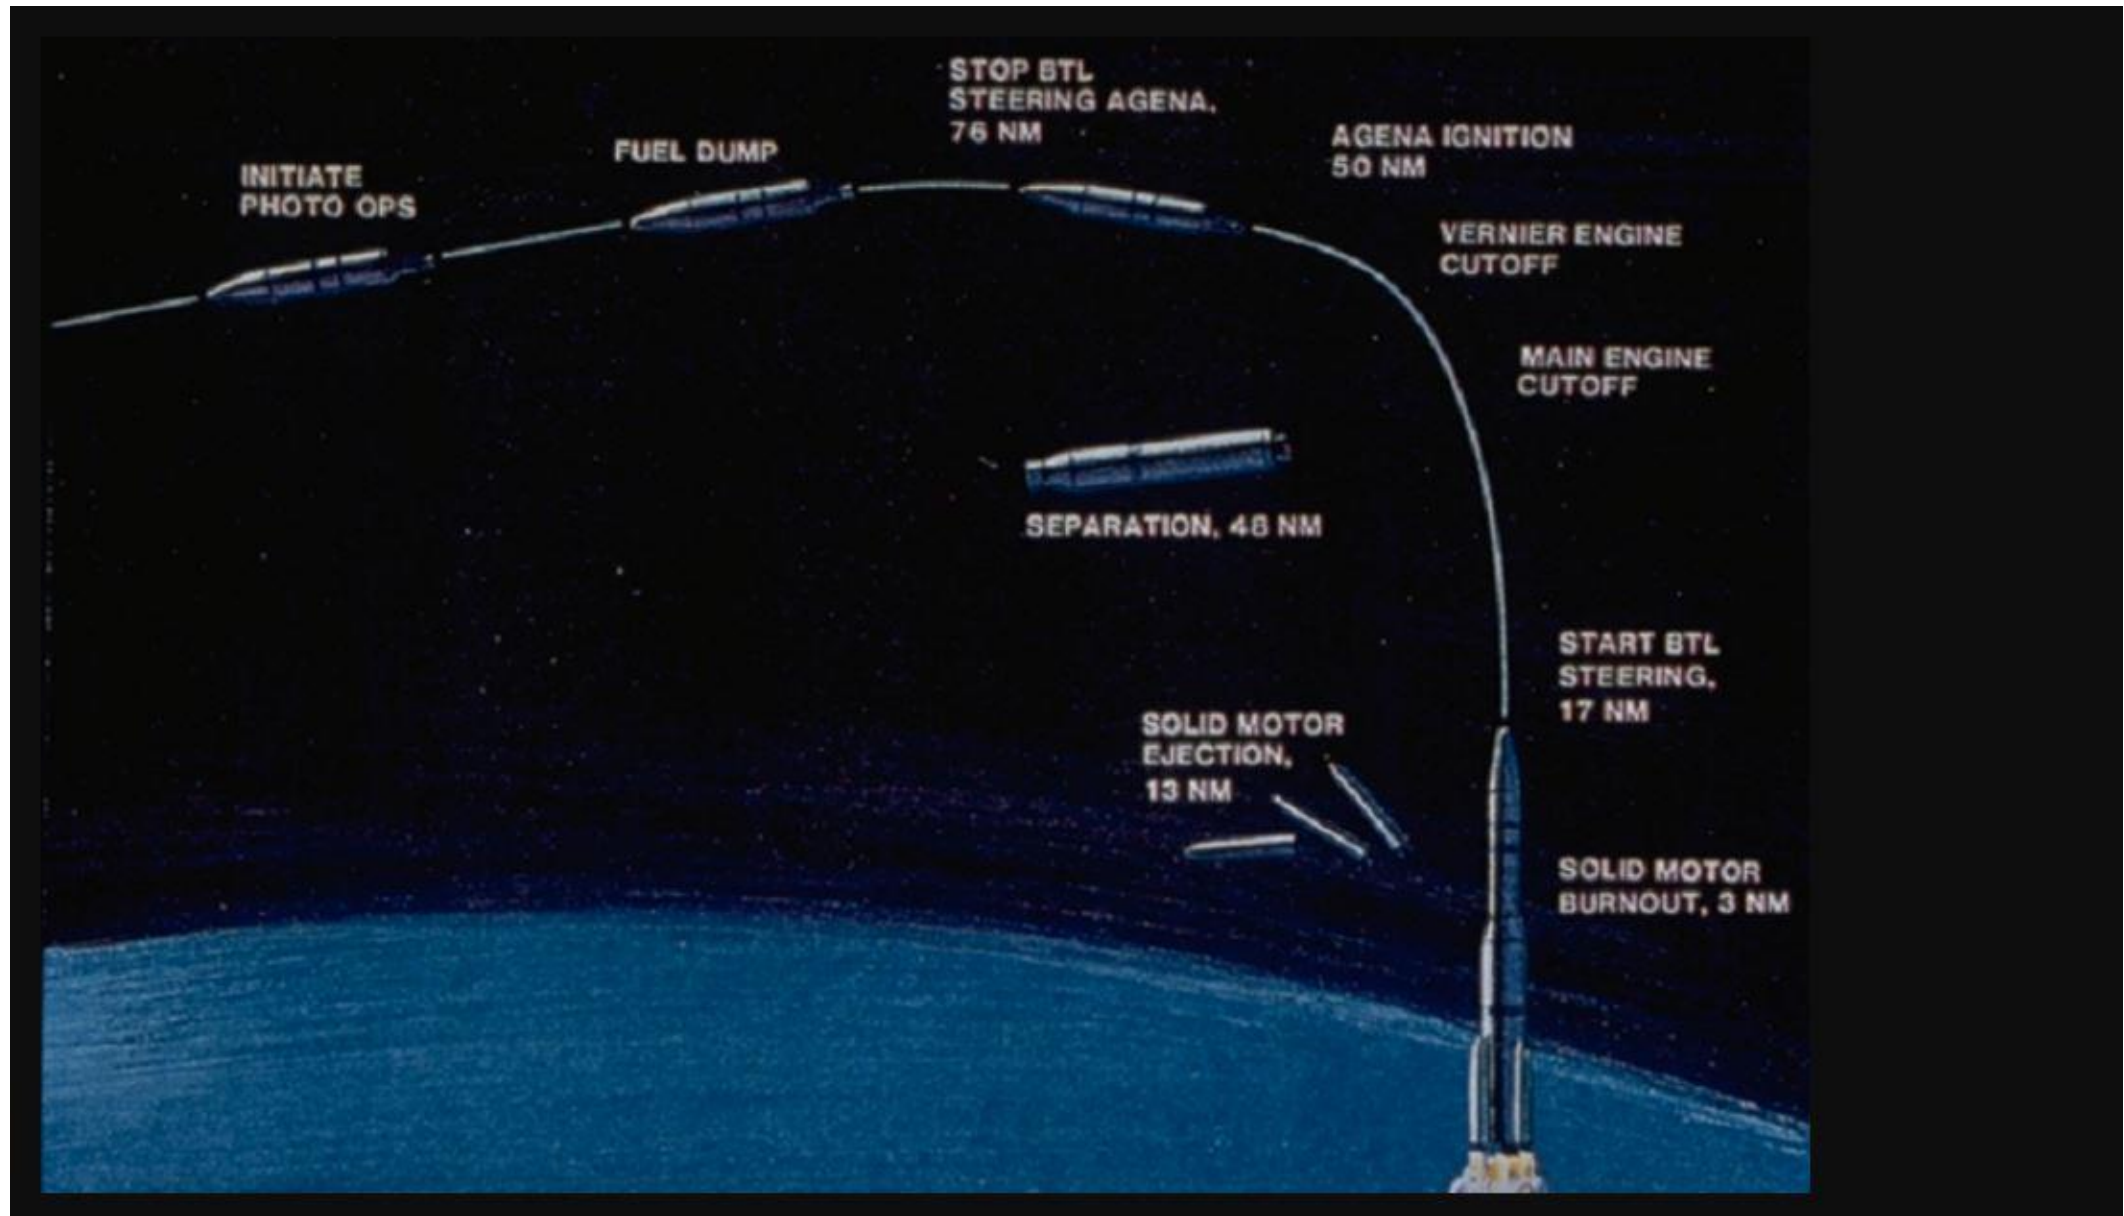 STOP BTL
STEERING AGENA,
76 NM
AGENA IGNITION
50 NM
FUEL DUMP
INITIATE
PHOTO OPS
VERNIER ENGINE
CUTOFF
MAIN ENGINE
CUTOFF
SEPARATION, 48 NM
START BTL
STEERING,
17 NM
SOLID MOTOR
EJECTION,
13 NM
SOLID MOTOR
BURNOUT, 3 NM